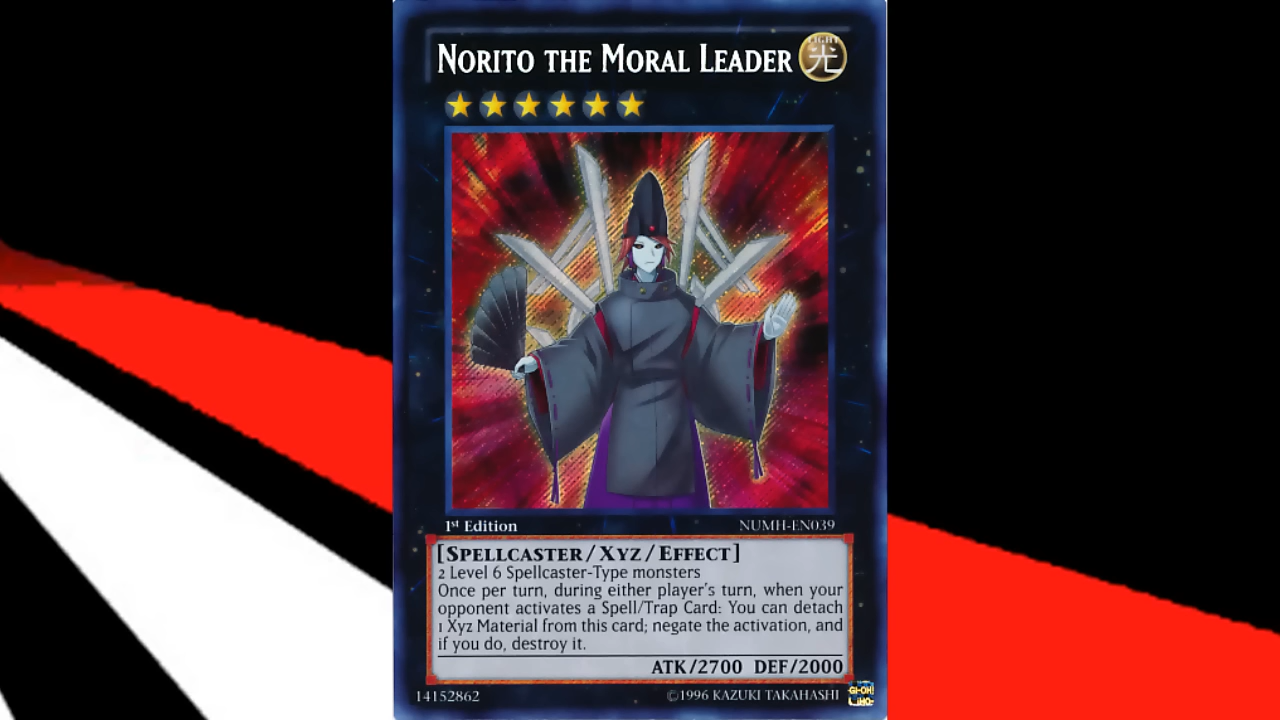 NORITO THE MORAL LEADER
LIGHT
光
1st Edition
NUMH-EN039
[SPELLCASTER/XYZ/EFFECT]
2 Level 6 Spellcaster-Type monsters
Once per turn, during either player's turn, when your
opponent activates a Spell/Trap Card: You can detach
1 Xyz Material from this card; negate the activation, and
if you do, destroy it.
ATK/2700 DEF/2000
14152862
©1996 KAZUKI TAKAHASHI